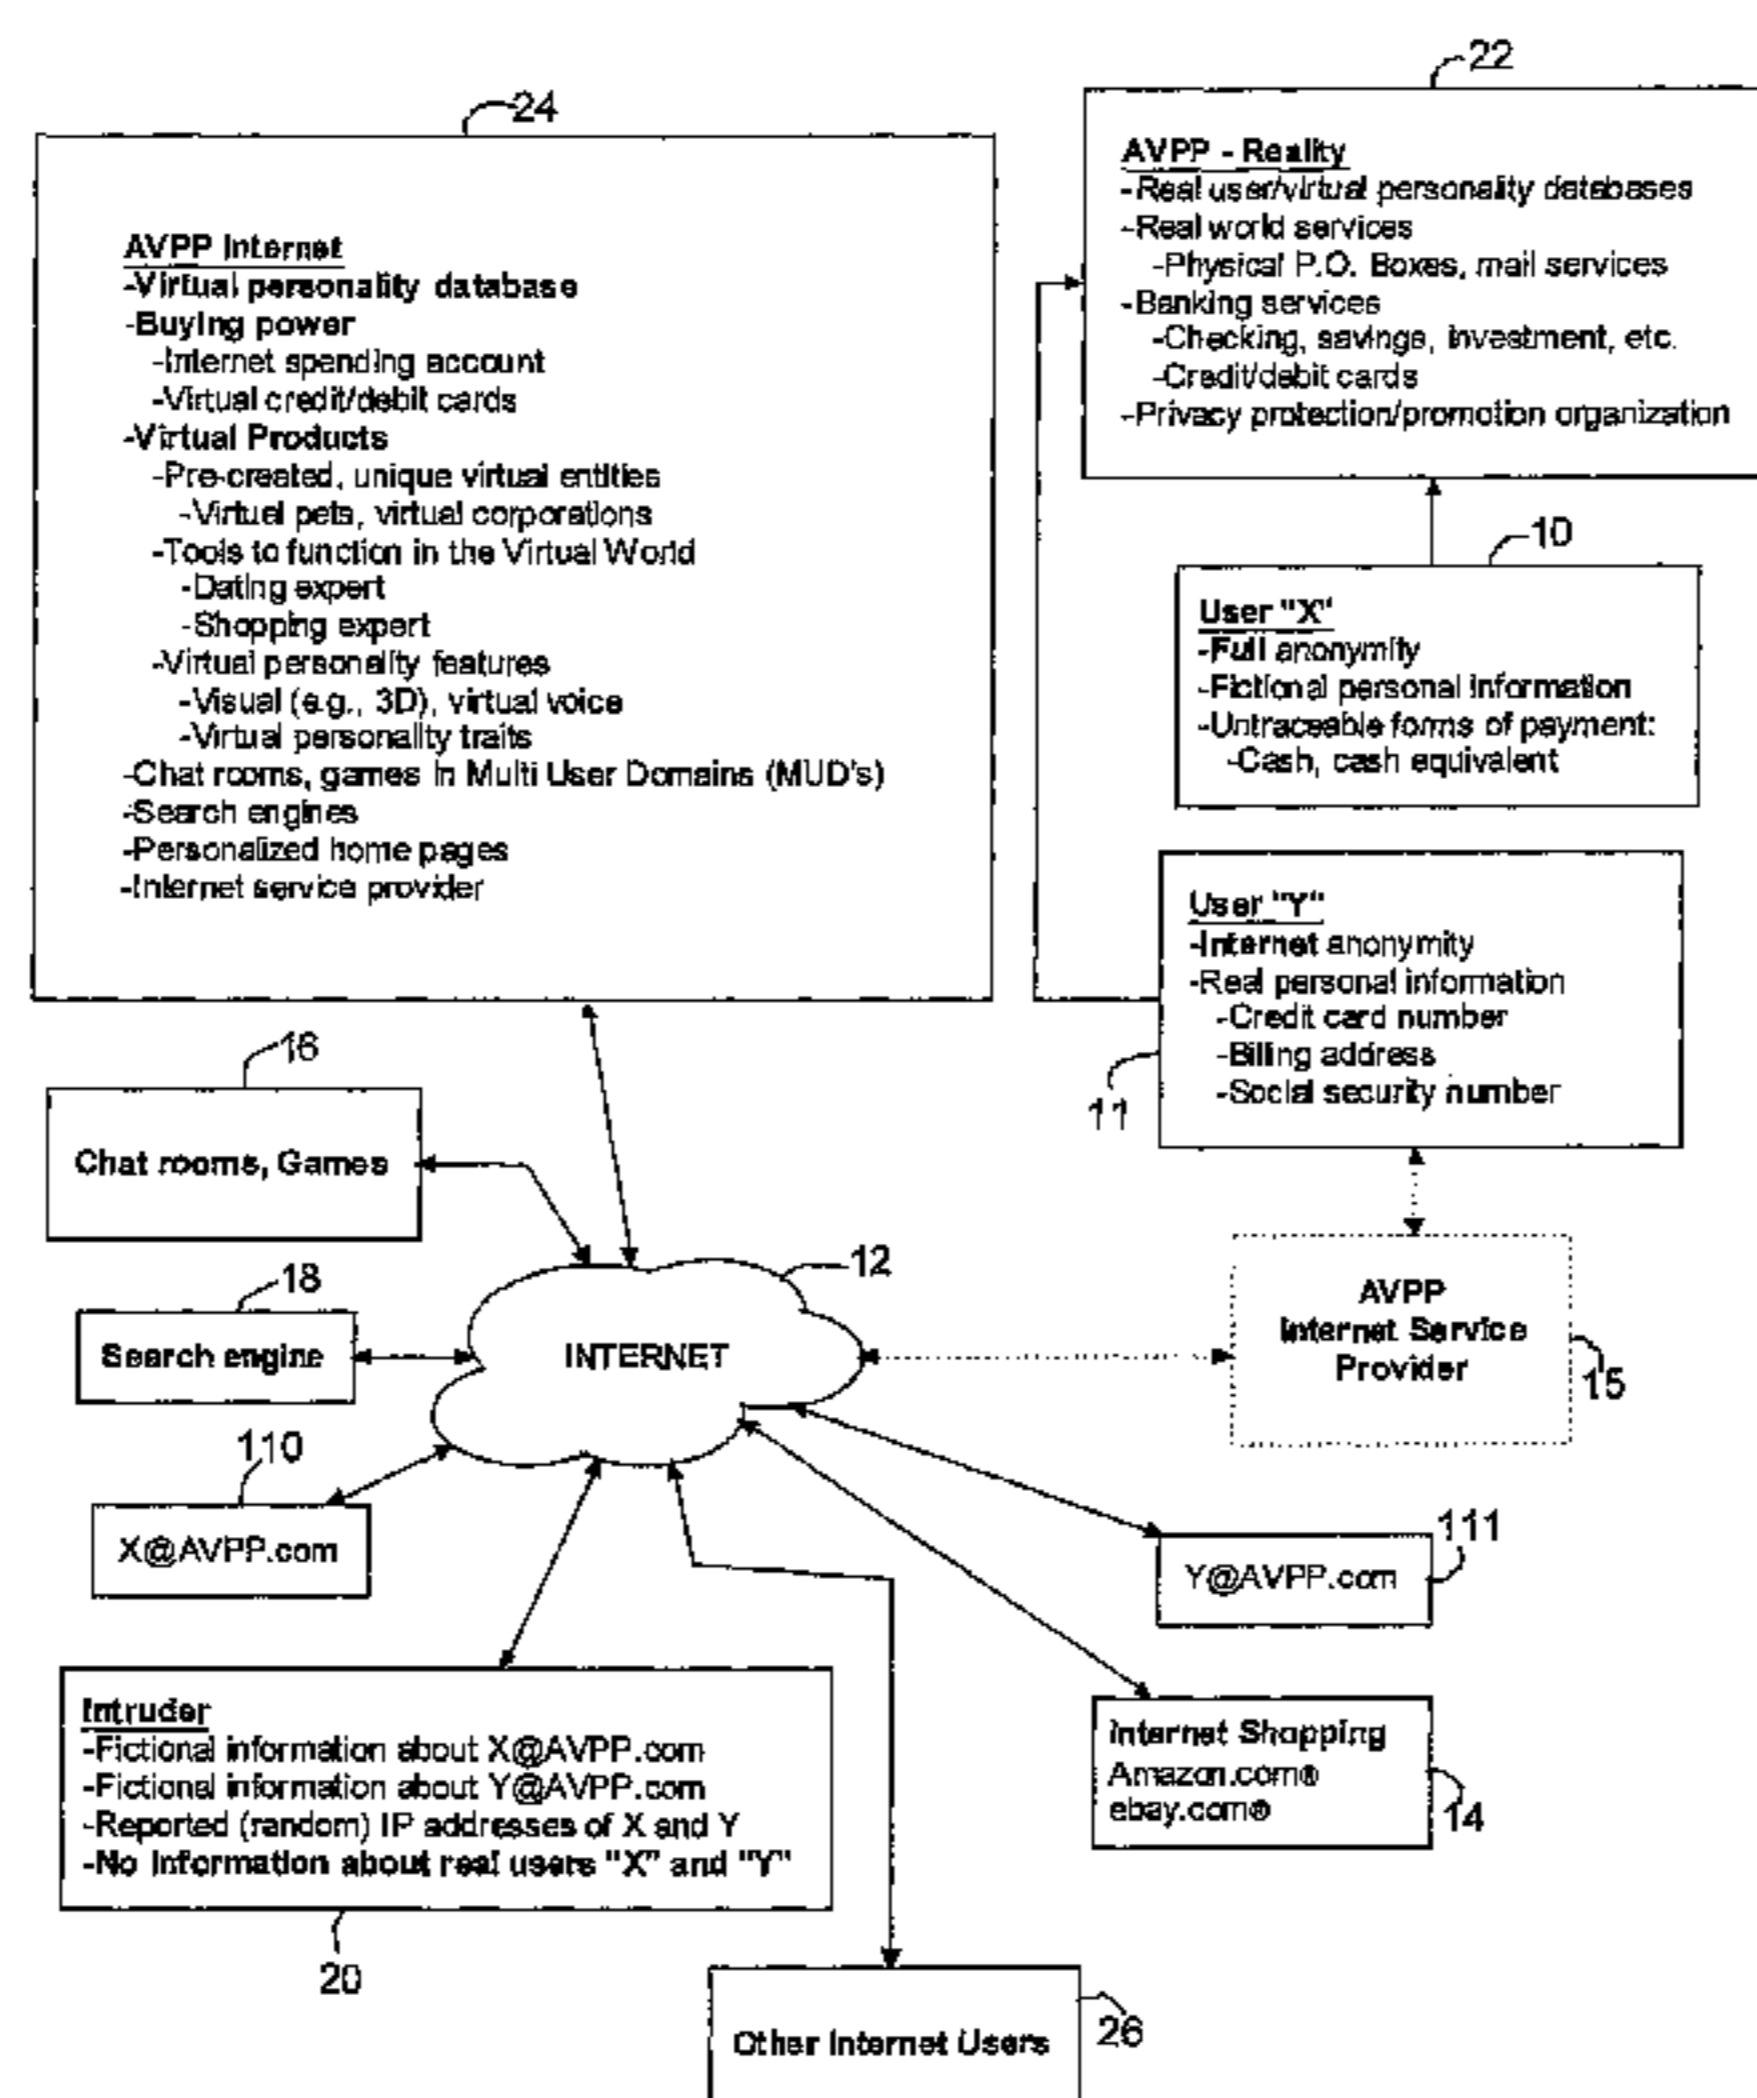 24
AVPP Internet
-Virtual personality database
-Buying power
-Internet spending account
-Virtual credit/debit cards
-Virtual Products
-Pre-created, unique virtual entities
-Virtual pets, virtual corporations
-Tools to function in the Virtual World
-Dating expert
-Shopping expert
-Virtual personality features
-Visual (e.g., 3D), virtual voice
-Virtual personality traits
-Chat rooms, games in Multi User Domains (MUD's)
-Search engines
-Personalized home pages
-Internet service provider
22
AVPP - Reality
-Real user/virtual personality databases
-Real world services
-Physical P.O. Boxes, mail services
-Banking services
-Checking, savings, investment, etc.
-Credit/debit cards
-Privacy protection/promotion organization
10
User "X"
-Full anonymity
-Fictional personal information
-Untraceable forms of payment:
-Cash, cash equivalent
User "Y"
-Internet anonymity
-Real personal information
-Credit card number
-Billing address
-Social security number
11
16
Chat rooms, Games
18
Search engine
12
INTERNET
AVPP
Internet Service
Provider
15
110
X@AVPP.com
111
Y@AVPP.com
Intruder
-Fictional information about X@AVPP.com
-Fictional information about Y@AVPP.com
-Reported (random) IP addresses of X and Y
-No information about real users "X" and "Y"
20
Internet Shopping
Amazon.com®
ebay.com®
14
Other Internet Users
26